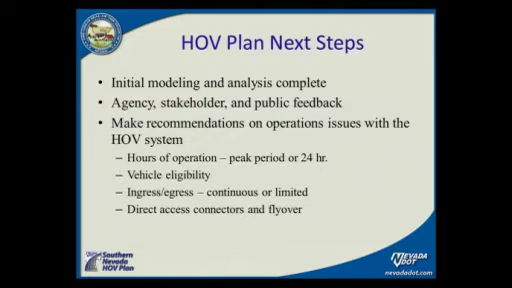 HOV Plan Next Steps
• Initial modeling and analysis complete
• Agency, stakeholder, and public feedback
• Make recommendations on operations issues with the
HOV system
– Hours of operation – peak period or 24 hr.
– Vehicle eligibility
– Ingress/egress – continuous or limited
– Direct access connectors and flyover
Southern
Nevada
HOV Plan
NEVADA
DOT
nevadadot.com